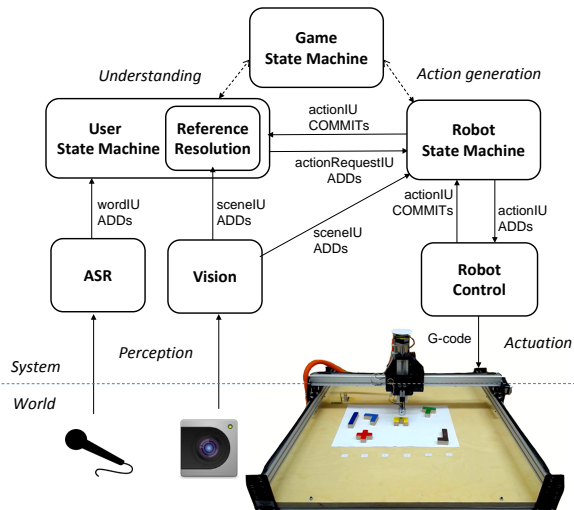 Game
State Machine
Understanding
Action generation
User
State Machine
Reference
Resolution
actionIU
COMMITs
actionRequestIU
ADDs
Robot
State Machine
wordIU
ADDs
sceneIU
ADDs
sceneIU
ADDs
actionIU
COMMITs
actionIU
ADDs
ASR
Vision
Robot
Control
G-code
Perception
Actuation
System
World